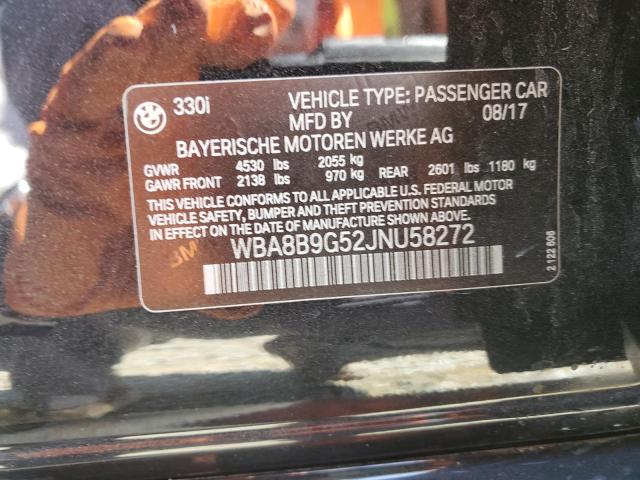 330i VEHICLE TYPE: PASSENGER CAR
MFD BY 08/17
BAYERISCHE MOTOREN WERKE AG
GVWR 4530 lbs 2055 kg
GAWR FRONT 2138 lbs 970 kg REAR 2601 lbs 1180 kg
THIS VEHICLE CONFORMS TO ALL APPLICABLE U.S. FEDERAL MOTOR
VEHICLE SAFETY, BUMPER AND THEFT PREVENTION STANDARDS
IN EFFECT ON THE DATE OF MANUFACTURE SHOWN ABOVE.
WBA8B9G52JNU58272
2 122 606